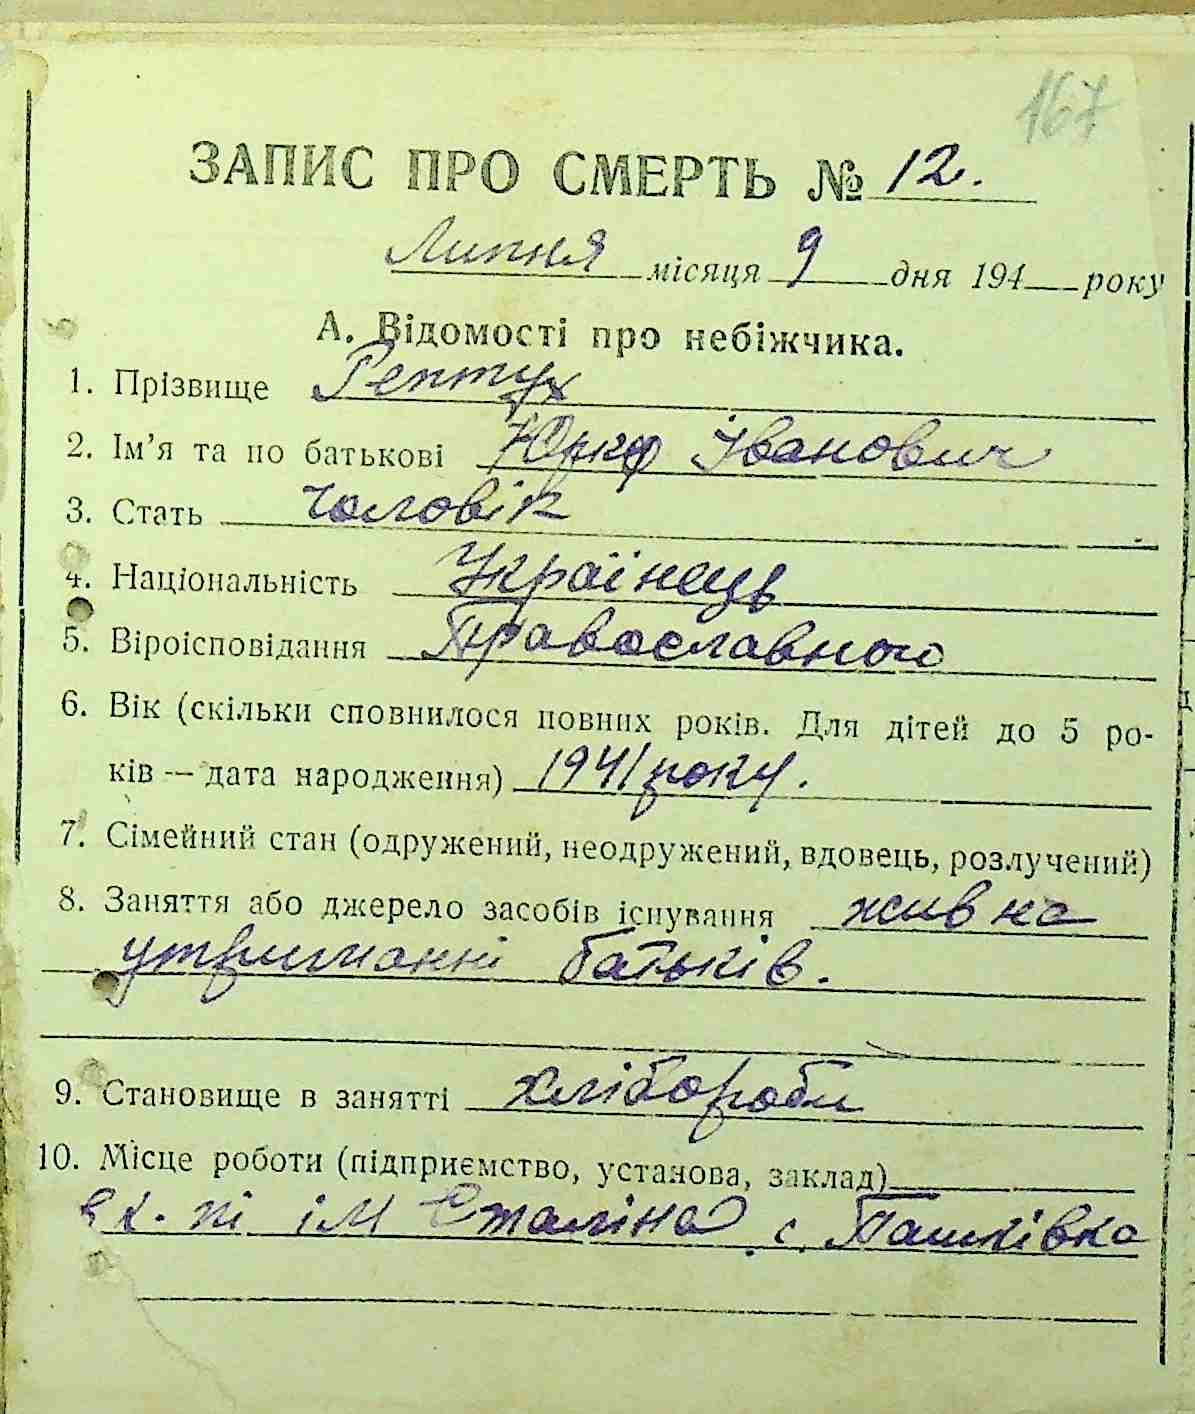 167
ЗАПИС ПРО СМЕРТЬ № 12.
Липня місяця 9 дня 194 року
А. Відомості про небіжчика.
1. Прізвище Рептух
2. Ім'я та по батькові Юрко Іванович
3. Стать Чоловік
4. Національність Українець
5. Віроісповідання Православного
6. Вік (скільки сповнилося повних років. Для дітей до 5 ро-
ків — дата народження) 1941 року.
7. Сімейний стан (одружений, неодружений, вдовець, розлучений)
8. Заняття або джерело засобів існування жив на
утриманні батьків.
9. Становище в занятті хлібороби
10. Місце роботи (підприємство, установа, заклад)
ім Сталіна с. Пашківка